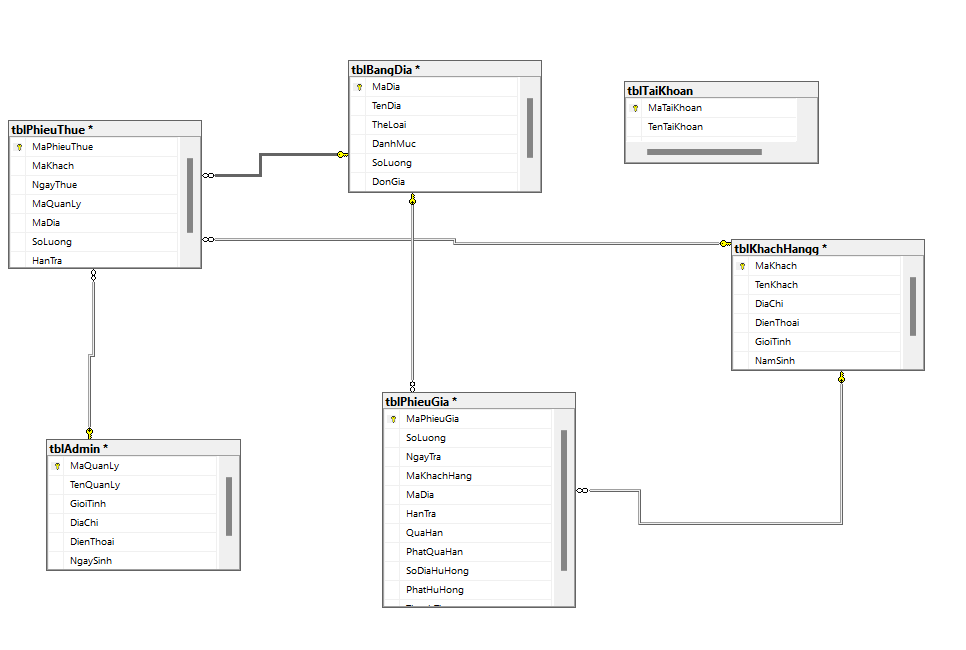 tblBangDia *
MaDia
TenDia
TheLoai
DanhMuc
SoLuong
DonGia
tblTaiKhoan
MaTaiKhoan
TenTaiKhoan
tblPhieuThue *
MaPhieuThue
MaKhach
NgayThue
MaQuanLy
MaDia
SoLuong
HanTra
tblKhachHangg *
MaKhach
TenKhach
DiaChi
DienThoai
GioiTinh
NamSinh
tblPhieuGia *
MaPhieuGia
SoLuong
NgayTra
MaKhachHang
MaDia
HanTra
QuaHan
PhatQuaHan
SoDiaHuHong
PhatHuHong
tblAdmin *
MaQuanLy
TenQuanLy
GioiTinh
DiaChi
DienThoai
NgaySinh